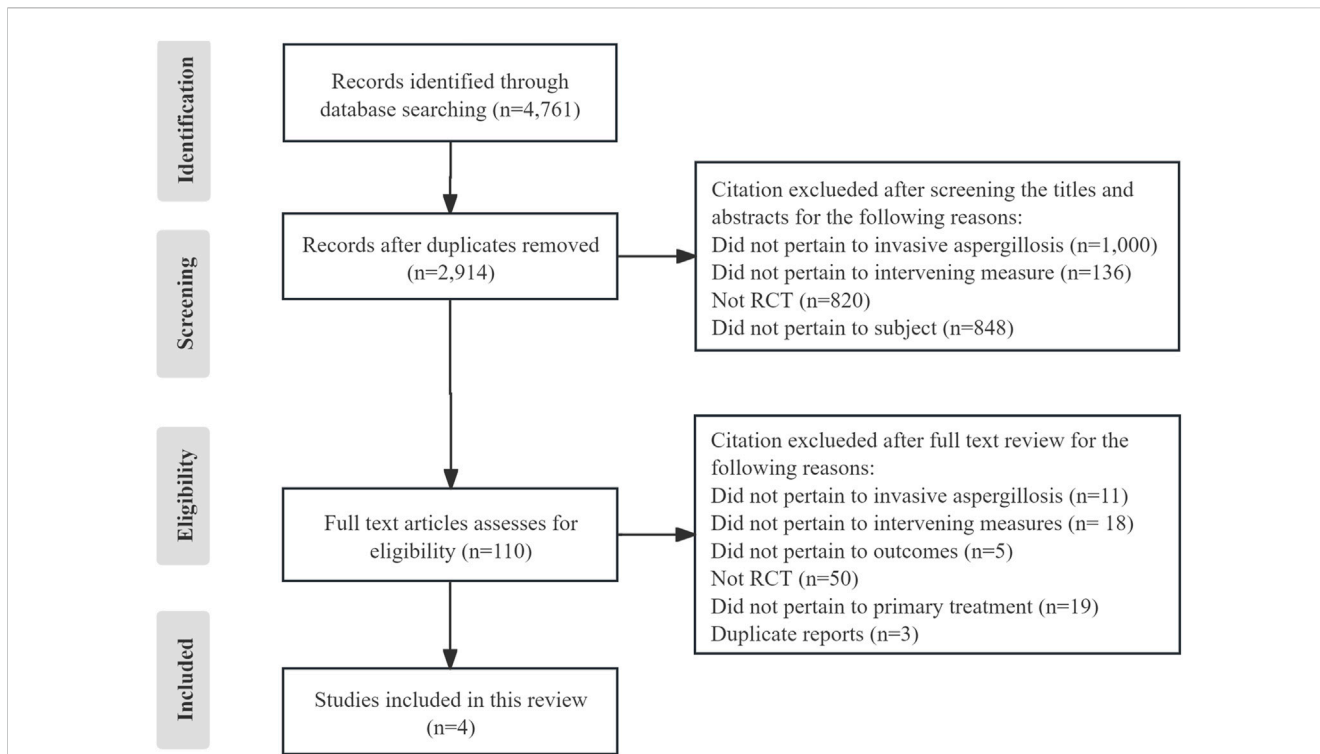 Identification
Records identified through
database searching (n=4,761)
Screening
Records after duplicates removed
(n=2,914)
Citation exclueded after screening the titles and
abstracts for the following reasons:
Did not pertain to invasive aspergillosis (n=1,000)
Did not pertain to intervening measure (n=136)
Not RCT (n=820)
Did not pertain to subject (n=848)
Eligibility
Full text articles assesses for
eligibility (n=110)
Citation exclueded after full text review for the
following reasons:
Did not pertain to invasive aspergillosis (n=11)
Did not pertain to intervening measures (n= 18)
Did not pertain to outcomes (n=5)
Not RCT (n=50)
Did not pertain to primary treatment (n=19)
Duplicate reports (n=3)
Included
Studies included in this review
(n=4)